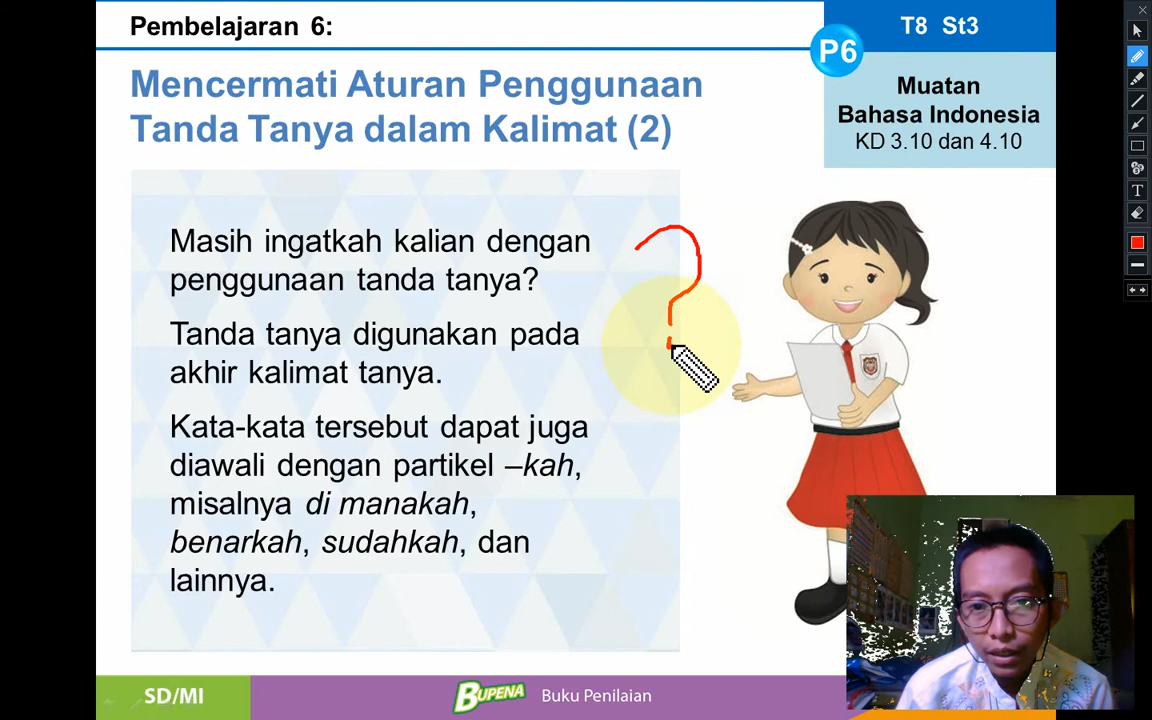 Pembelajaran 6:
P6
T8 St3
Muatan
Bahasa Indonesia
KD 3.10 dan 4.10
Mencermati Aturan Penggunaan
Tanda Tanya dalam Kalimat (2)
Masih ingatkah kalian dengan
penggunaan tanda tanya?
Tanda tanya digunakan pada
akhir kalimat tanya.
Kata-kata tersebut dapat juga
diawali dengan partikel –kah,
misalnya di manakah,
benarkah, sudahkah, dan
lainnya.
?
SD/MI
BUPENA
Buku Penilaian
T